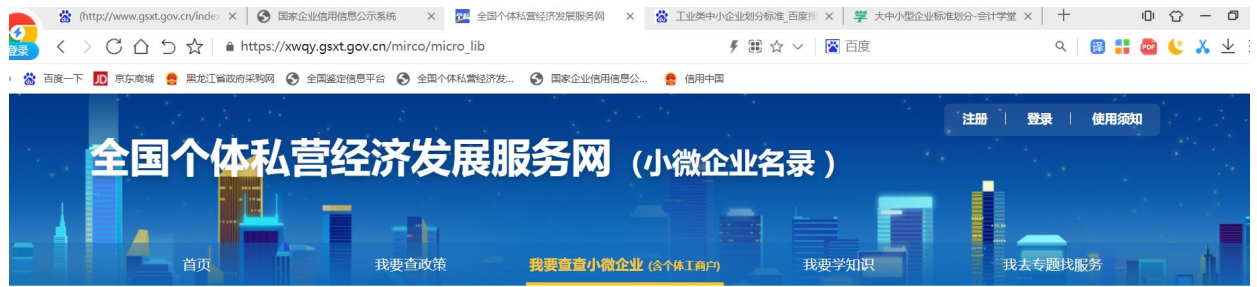 (http://www.gsxt.gov.cn/index 国家企业信用信息公示系统 全国个体私营经济发展服务网 工业类中小企业划分标准_百度搜 大中小型企业标准划分-会计学堂
登录 https://xwqy.gsxt.gov.cn/mirco/micro_lib 百度 译 PDF
百度一下 JD 京东商城 黑龙江省政府采购网 全国鉴定信息平台 全国个体私营经济发... 国家企业信用信息公... 信用中国
注册 登录 使用须知
全国个体私营经济发展服务网 (小微企业名录)
首页 我要查政策 我要查查小微企业 (含个体工商户) 我要学知识 我去专题找服务